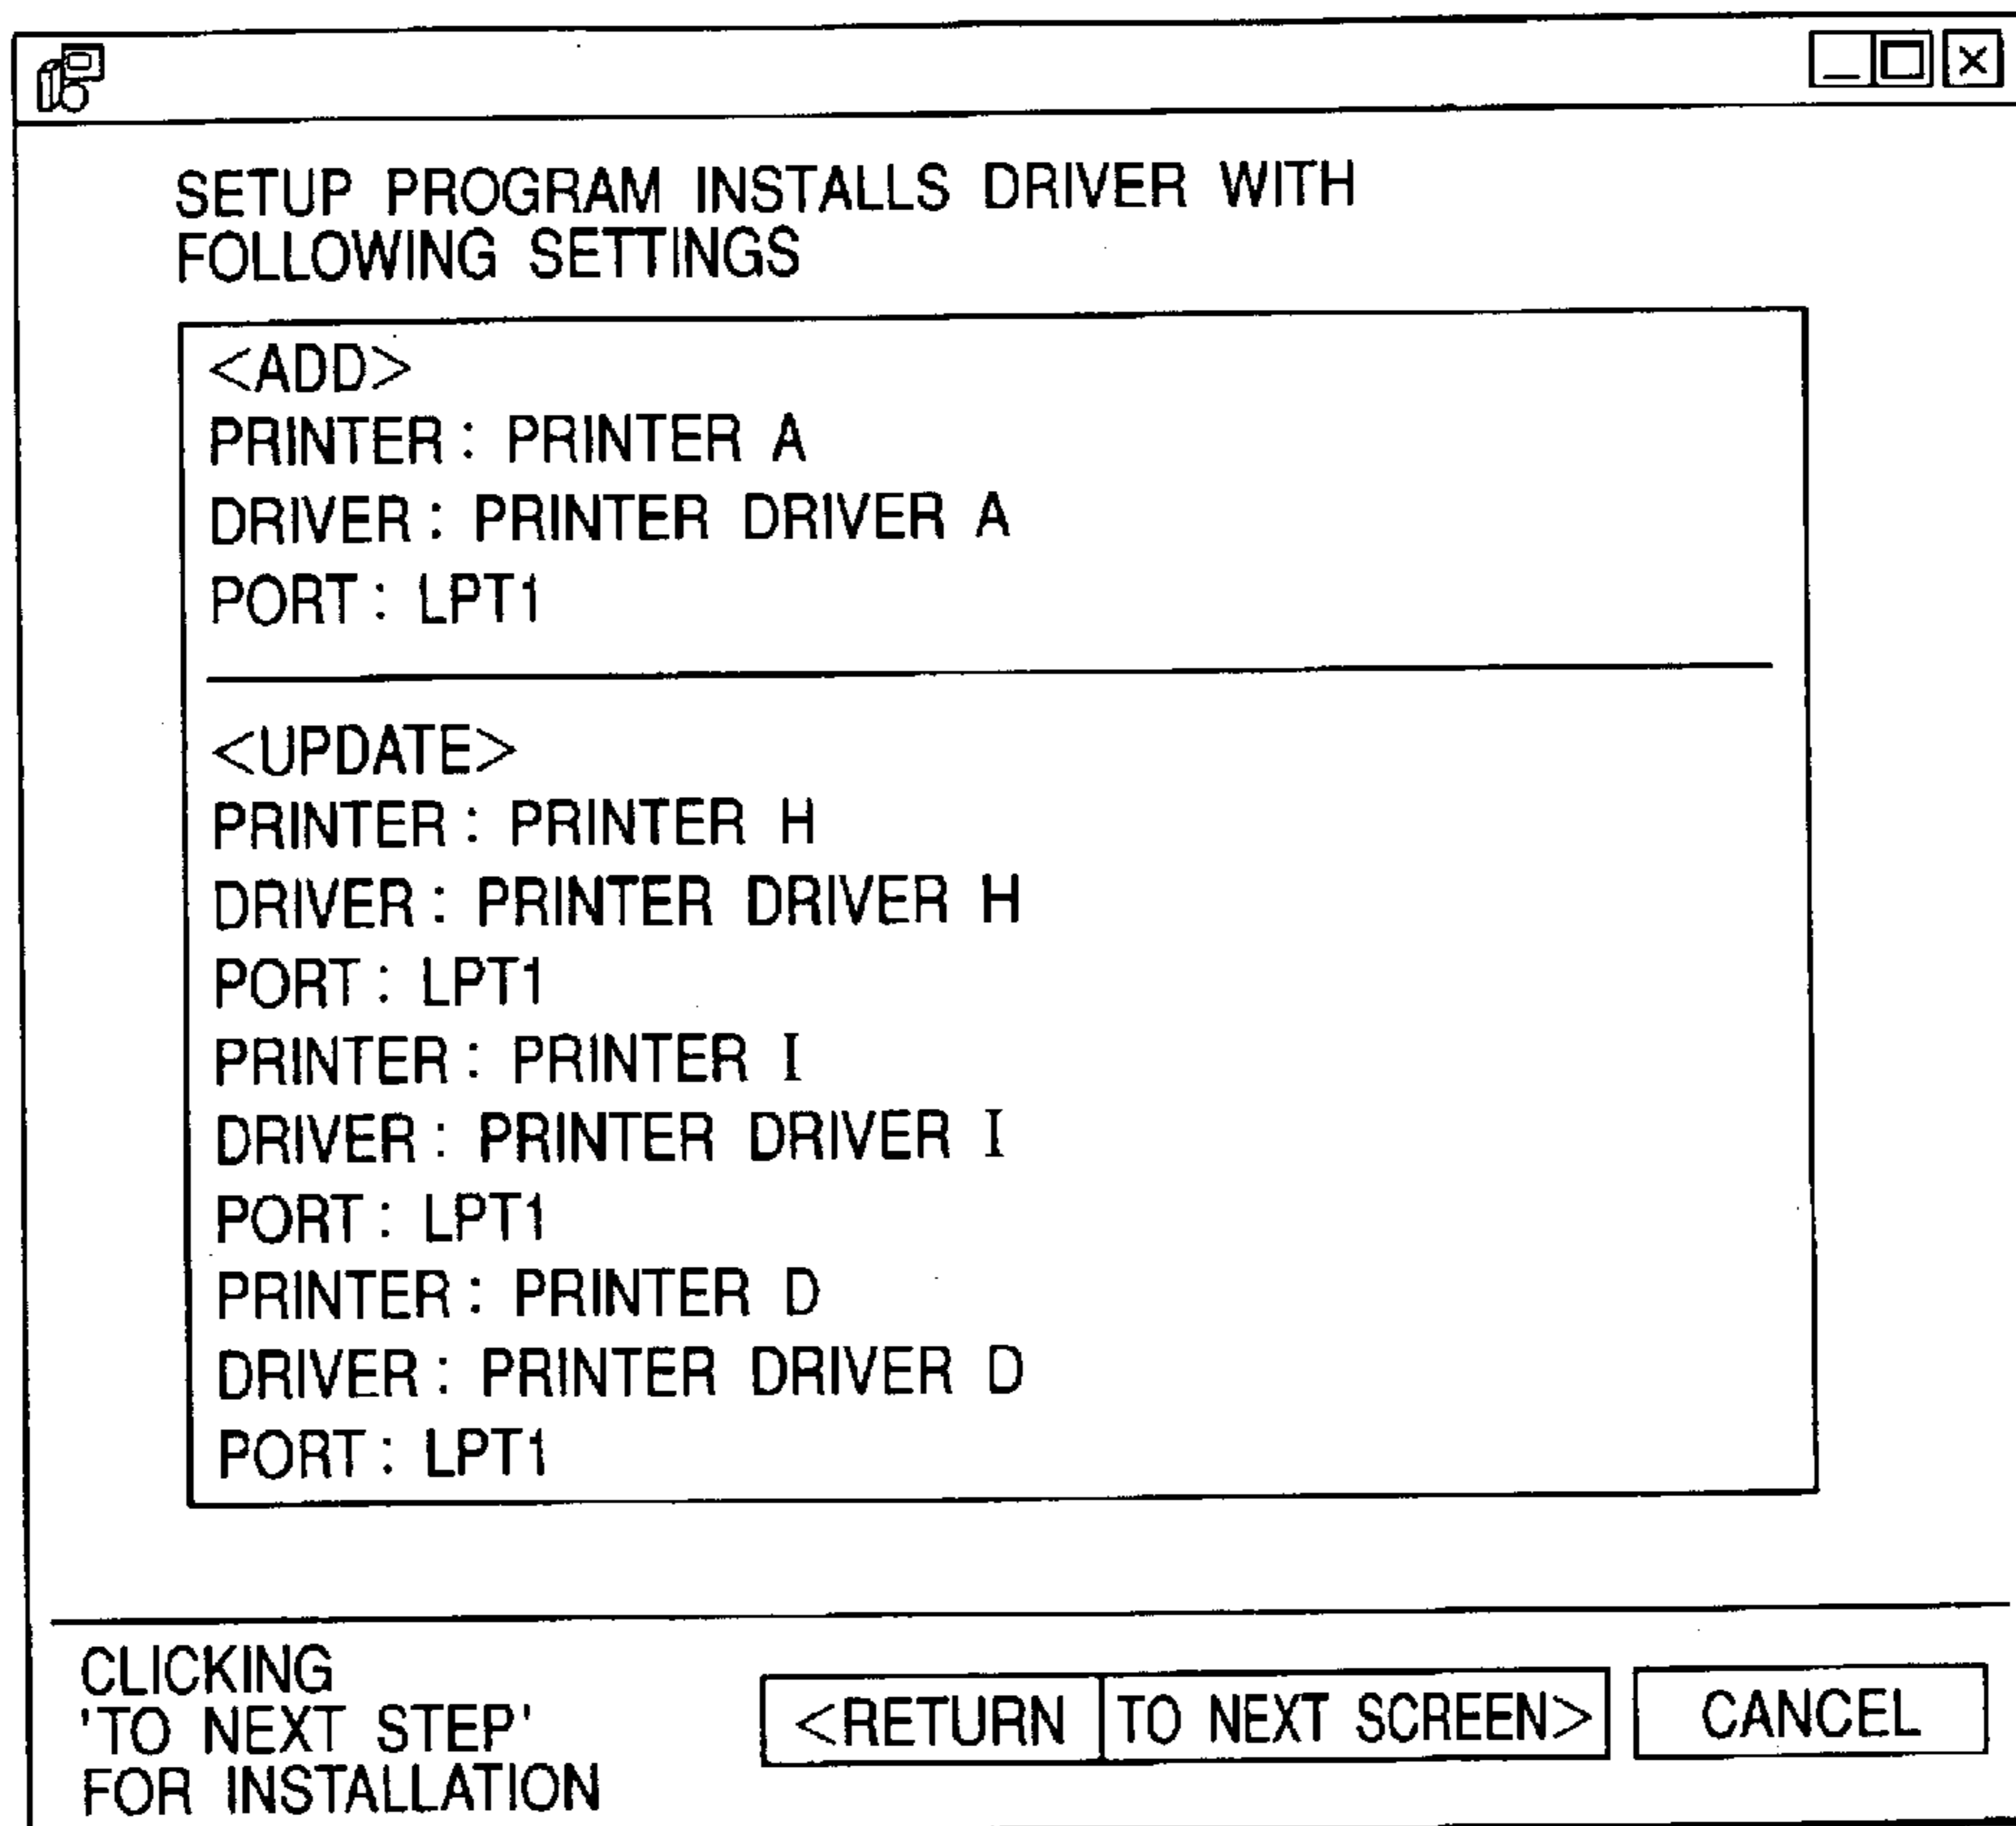 SETUP PROGRAM INSTALLS DRIVER WITH
FOLLOWING SETTINGS
<ADD>
PRINTER : PRINTER A
DRIVER : PRINTER DRIVER A
PORT : LPT1
<UPDATE>
PRINTER : PRINTER H
DRIVER : PRINTER DRIVER H
PORT : LPT1
PRINTER : PRINTER I
DRIVER : PRINTER DRIVER I
PORT : LPT1
PRINTER : PRINTER D
DRIVER : PRINTER DRIVER D
PORT : LPT1
CLICKING
'TO NEXT STEP'
FOR INSTALLATION
<RETURN
TO NEXT SCREEN>
CANCEL